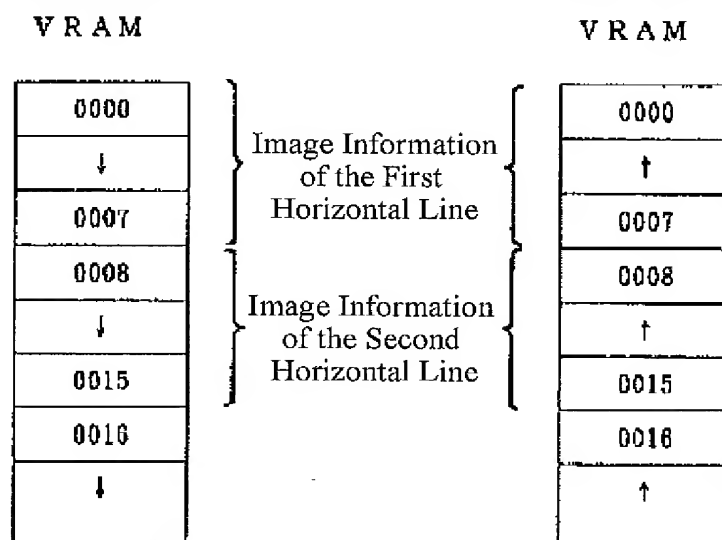 VRAM
VRAM
0000
↓
0007
0008
↓
0015
0016
↓
Image Information
of the First
Horizontal Line
Image Information
of the Second
Horizontal Line
0000
↑
0007
0008
↑
0015
0016
↑